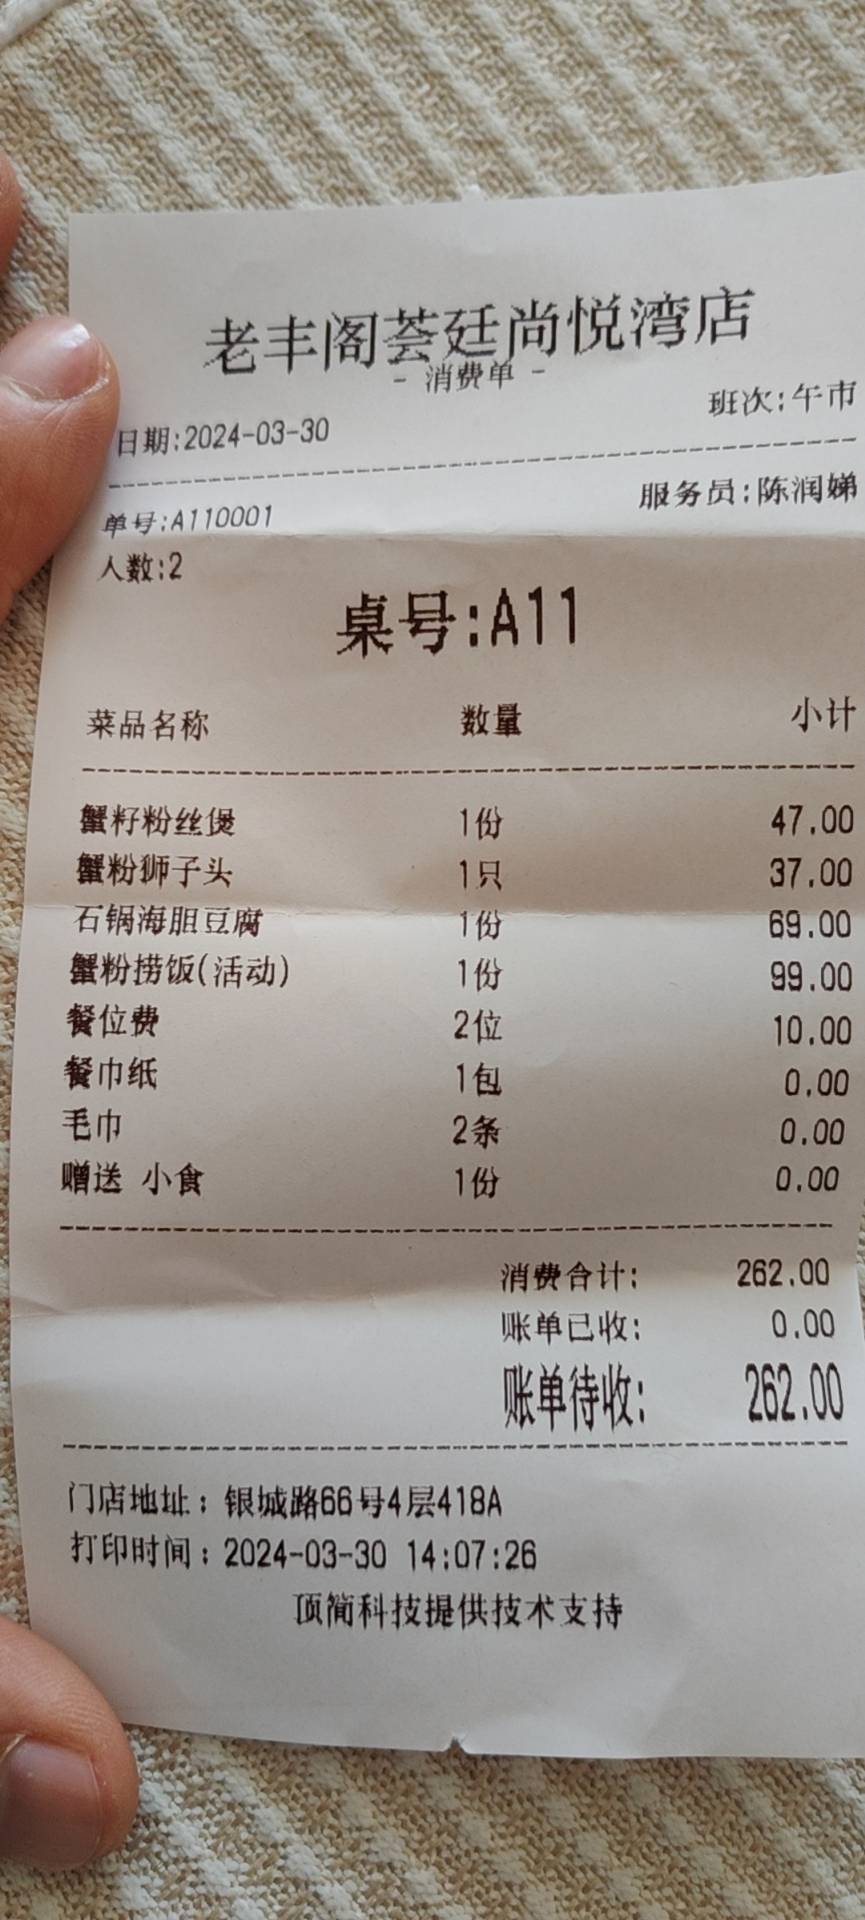 老丰阁荟廷尚悦湾店
- 消费单 -
日期:2024-03-30 班次:午市
单号:A110001 服务员:陈润娣
人数:2
桌号:A11
菜品名称 数量 小计
蟹籽粉丝煲 1份 47.00
蟹粉狮子头 1只 37.00
石锅海胆豆腐 1份 69.00
蟹粉捞饭(活动) 1份 99.00
餐位费 2位 10.00
餐巾纸 1包 0.00
毛巾 2条 0.00
赠送 小食 1份 0.00
消费合计: 262.00
账单已收: 0.00
账单待收: 262.00
门店地址：银城路66号4层418A
打印时间：2024-03-30 14:07:26
顶简科技提供技术支持